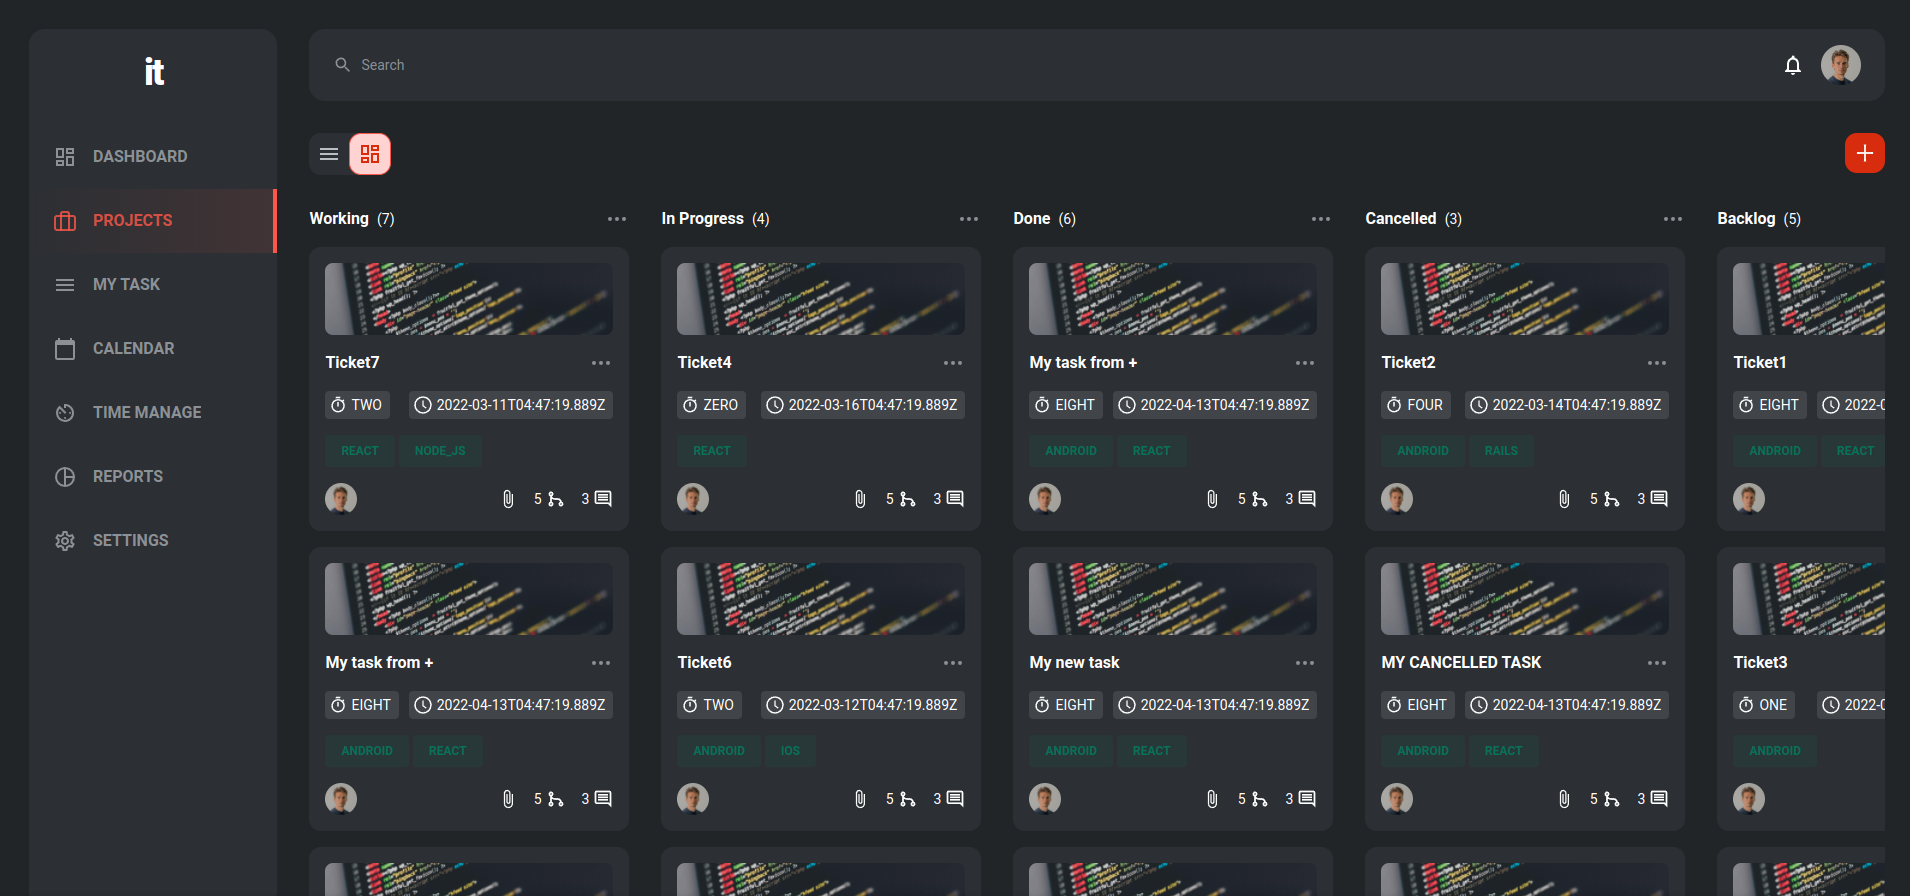 it
Search
DASHBOARD
PROJECTS
MY TASK
CALENDAR
TIME MANAGE
REPORTS
SETTINGS
Working (7)
In Progress (4)
Done (6)
Cancelled (3)
Backlog (5)
Ticket7
TWO 2022-03-11T04:47:19.889Z
REACT NODE_JS
5 3
Ticket4
ZERO 2022-03-16T04:47:19.889Z
REACT
5 3
My task from +
EIGHT 2022-04-13T04:47:19.889Z
ANDROID REACT
5 3
Ticket2
FOUR 2022-03-14T04:47:19.889Z
ANDROID RAILS
5 3
Ticket1
EIGHT 2022-0
ANDROID REACT
My task from +
EIGHT 2022-04-13T04:47:19.889Z
ANDROID REACT
5 3
Ticket6
TWO 2022-03-12T04:47:19.889Z
ANDROID IOS
5 3
My new task
EIGHT 2022-04-13T04:47:19.889Z
ANDROID REACT
5 3
MY CANCELLED TASK
EIGHT 2022-04-13T04:47:19.889Z
ANDROID REACT
5 3
Ticket3
ONE 2022-0
ANDROID